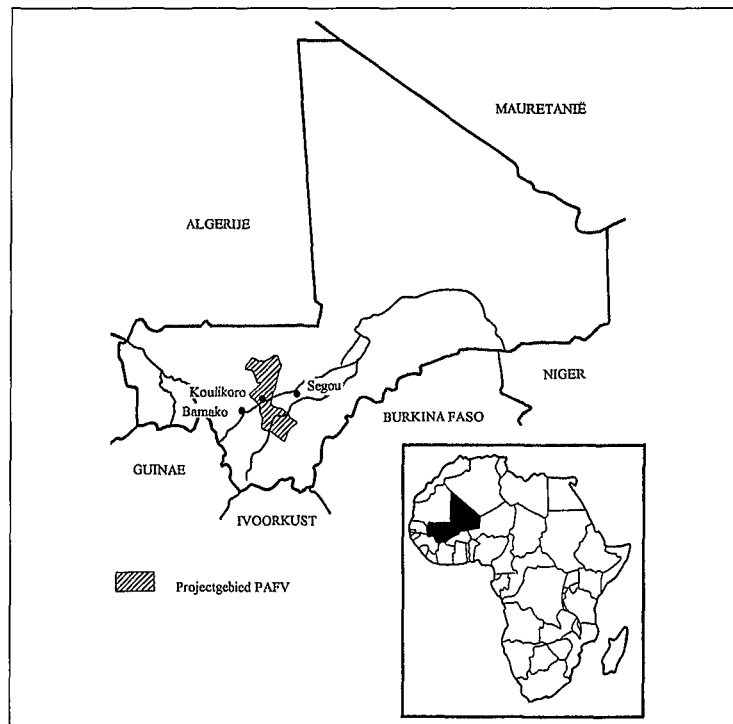 MAURETANIË
ALGERIJE
Segou
Koulikoro
Bamako
NIGER
BURKINA FASO
GUINAE
IVOORKUST
Projectgebied PAFV